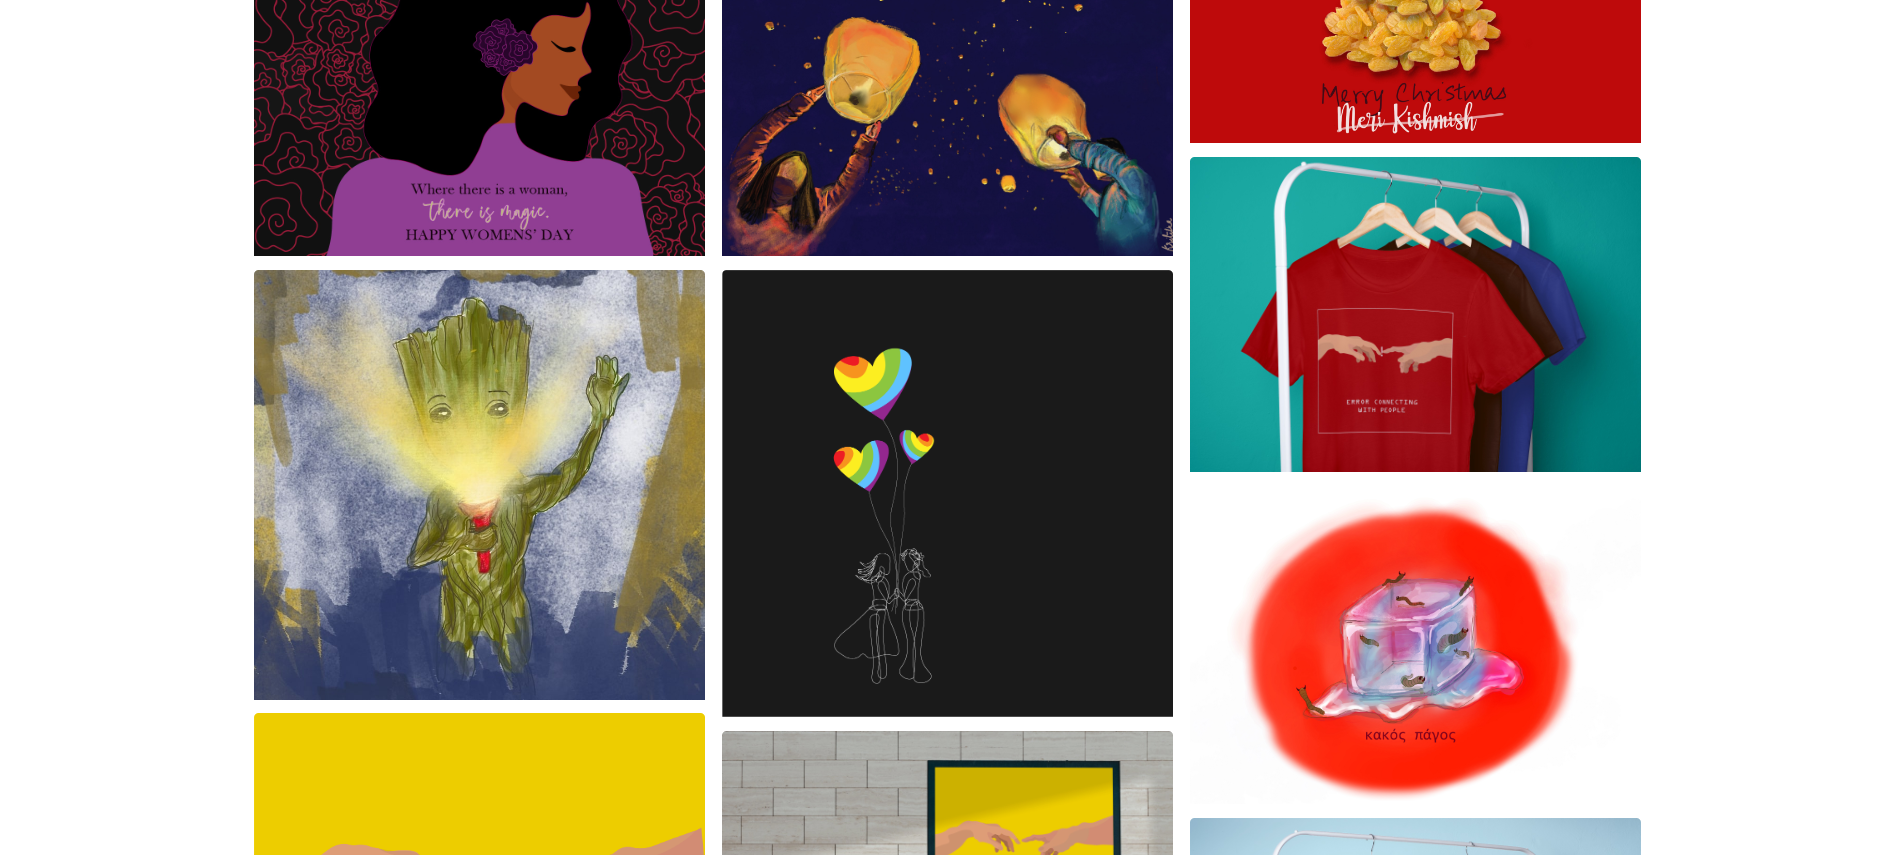 Where there is a woman,
there is magic.
HAPPY WOMENS' DAY
Merry Christmas
Meri Kishmish
ERROR CONNECTING
WITH PEOPLE
κακός πάγος